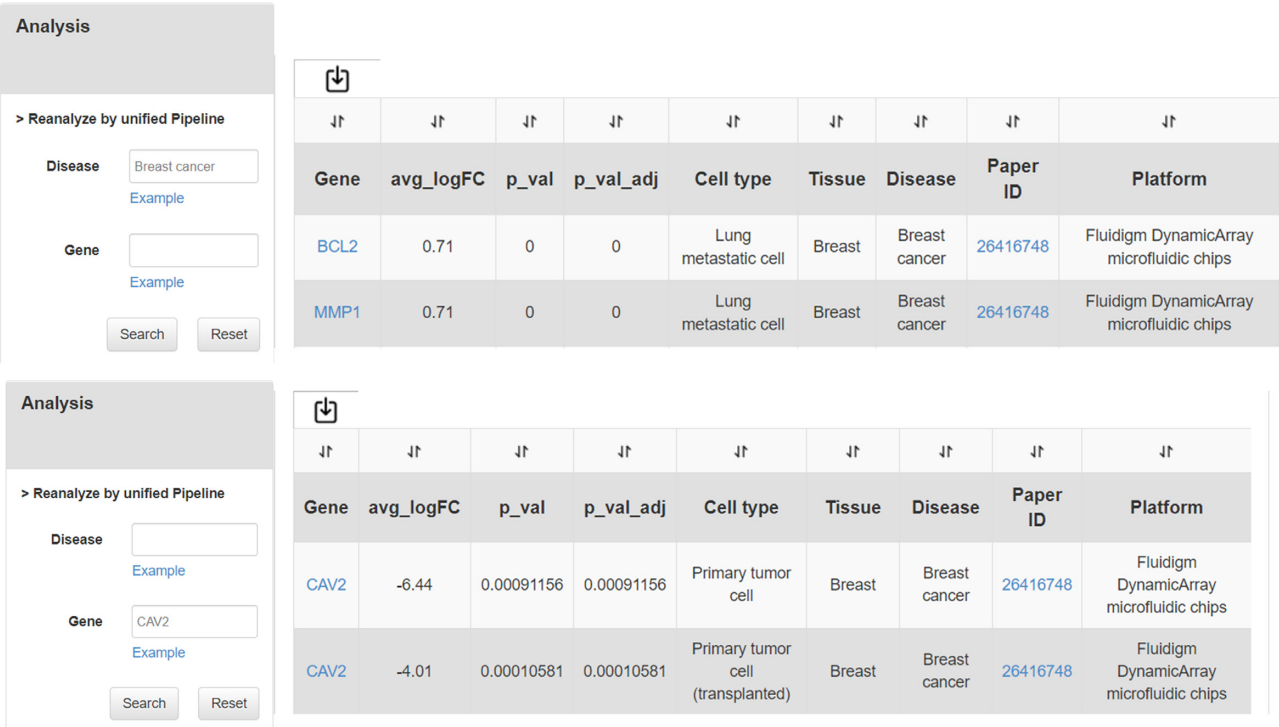 Analysis
> Reanalyze by unified Pipeline
Disease
Breast cancer
Example
Gene
Example
Search
Reset
Gene avg_logFC p_val p_val_adj Cell type Tissue Disease Paper ID Platform
BCL2 0.71 0 0 Lung metastatic cell Breast Breast cancer 26416748 Fluidigm DynamicArray microfluidic chips
MMP1 0.71 0 0 Lung metastatic cell Breast Breast cancer 26416748 Fluidigm DynamicArray microfluidic chips
Analysis
> Reanalyze by unified Pipeline
Disease
Example
Gene
CAV2
Example
Search
Reset
Gene avg_logFC p_val p_val_adj Cell type Tissue Disease Paper ID Platform
CAV2 -6.44 0.00091156 0.00091156 Primary tumor cell Breast Breast cancer 26416748 Fluidigm DynamicArray microfluidic chips
CAV2 -4.01 0.00010581 0.00010581 Primary tumor cell (transplanted) Breast Breast cancer 26416748 Fluidigm DynamicArray microfluidic chips